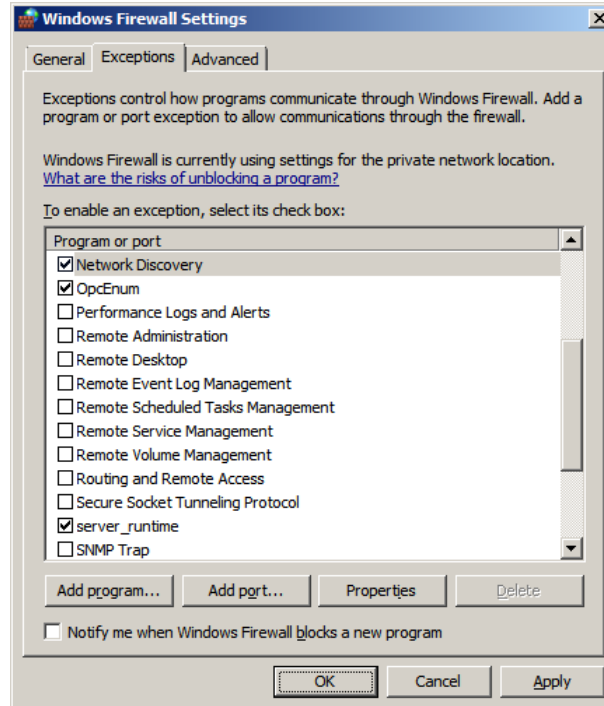 Windows Firewall Settings
General Exceptions Advanced
Exceptions control how programs communicate through Windows Firewall. Add a
program or port exception to allow communications through the firewall.
Windows Firewall is currently using settings for the private network location.
What are the risks of unblocking a program?
To enable an exception, select its check box:
Program or port
Network Discovery
OpcEnum
Performance Logs and Alerts
Remote Administration
Remote Desktop
Remote Event Log Management
Remote Scheduled Tasks Management
Remote Service Management
Remote Volume Management
Routing and Remote Access
Secure Socket Tunneling Protocol
server_runtime
SNMP Trap
Add program... Add port... Properties Delete
Notify me when Windows Firewall blocks a new program
OK Cancel Apply